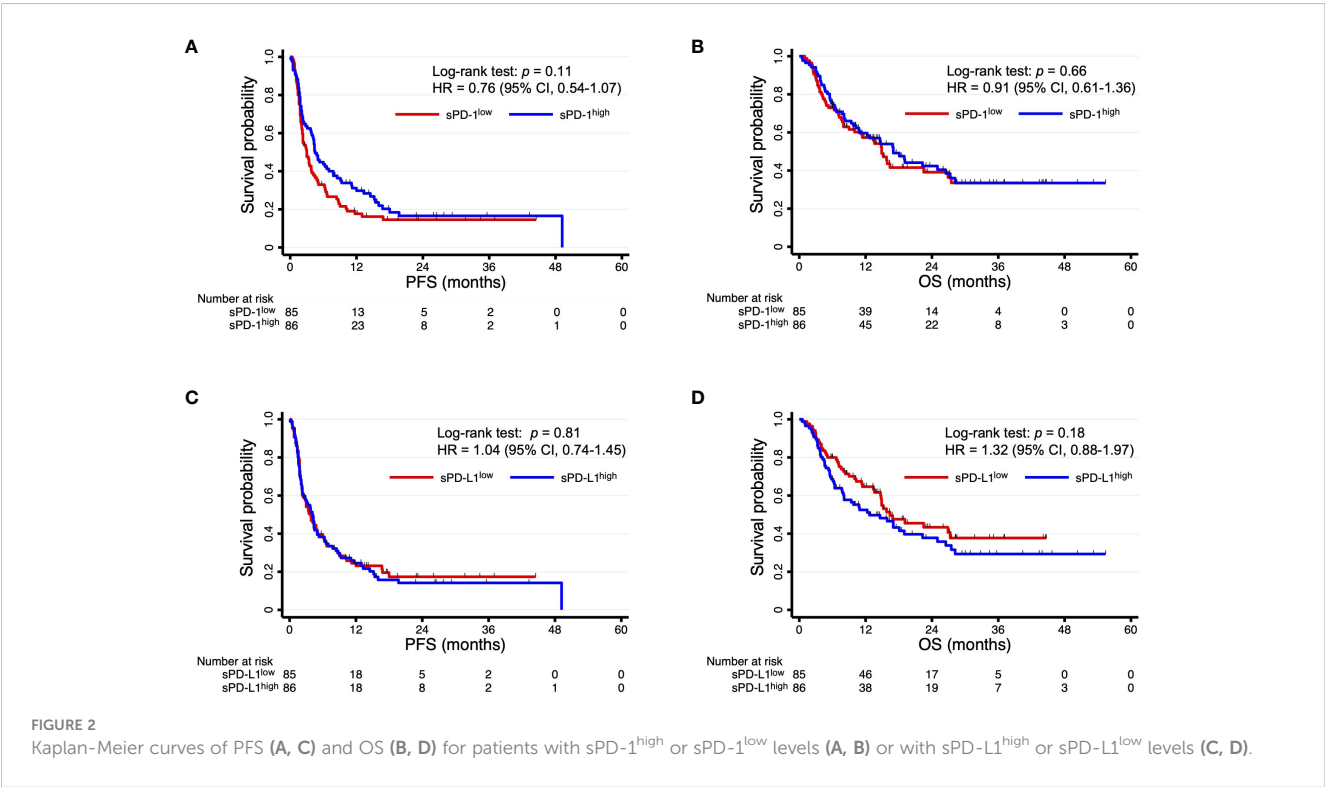 A
Log-rank test: p = 0.11
HR = 0.76 (95% CI, 0.54-1.07)
sPD-1low sPD-1high
Survival probability
1.0
0.8
0.6
0.4
0.2
0
0 12 24 36 48 60
PFS (months)
Number at risk
sPD-1low 85 13 5 2 0 0
sPD-1high 86 23 8 2 1 0
B
Log-rank test: p = 0.66
HR = 0.91 (95% CI, 0.61-1.36)
sPD-1low sPD-1high
Survival probability
1.0
0.8
0.6
0.4
0.2
0
0 12 24 36 48 60
OS (months)
Number at risk
sPD-1low 85 39 14 4 0 0
sPD-1high 86 45 22 8 3 0
C
Log-rank test: p = 0.81
HR = 1.04 (95% CI, 0.74-1.45)
sPD-L1low sPD-L1high
Survival probability
1.0
0.8
0.6
0.4
0.2
0
0 12 24 36 48 60
PFS (months)
Number at risk
sPD-L1low 85 18 5 2 0 0
sPD-L1high 86 18 8 2 1 0
D
Log-rank test: p = 0.18
HR = 1.32 (95% CI, 0.88-1.97)
sPD-L1low sPD-L1high
Survival probability
1.0
0.8
0.6
0.4
0.2
0
0 12 24 36 48 60
OS (months)
Number at risk
sPD-L1low 85 46 17 5 0 0
sPD-L1high 86 38 19 7 3 0
FIGURE 2
Kaplan-Meier curves of PFS (A, C) and OS (B, D) for patients with sPD-1high or sPD-1low levels (A, B) or with sPD-L1high or sPD-L1low levels (C, D).